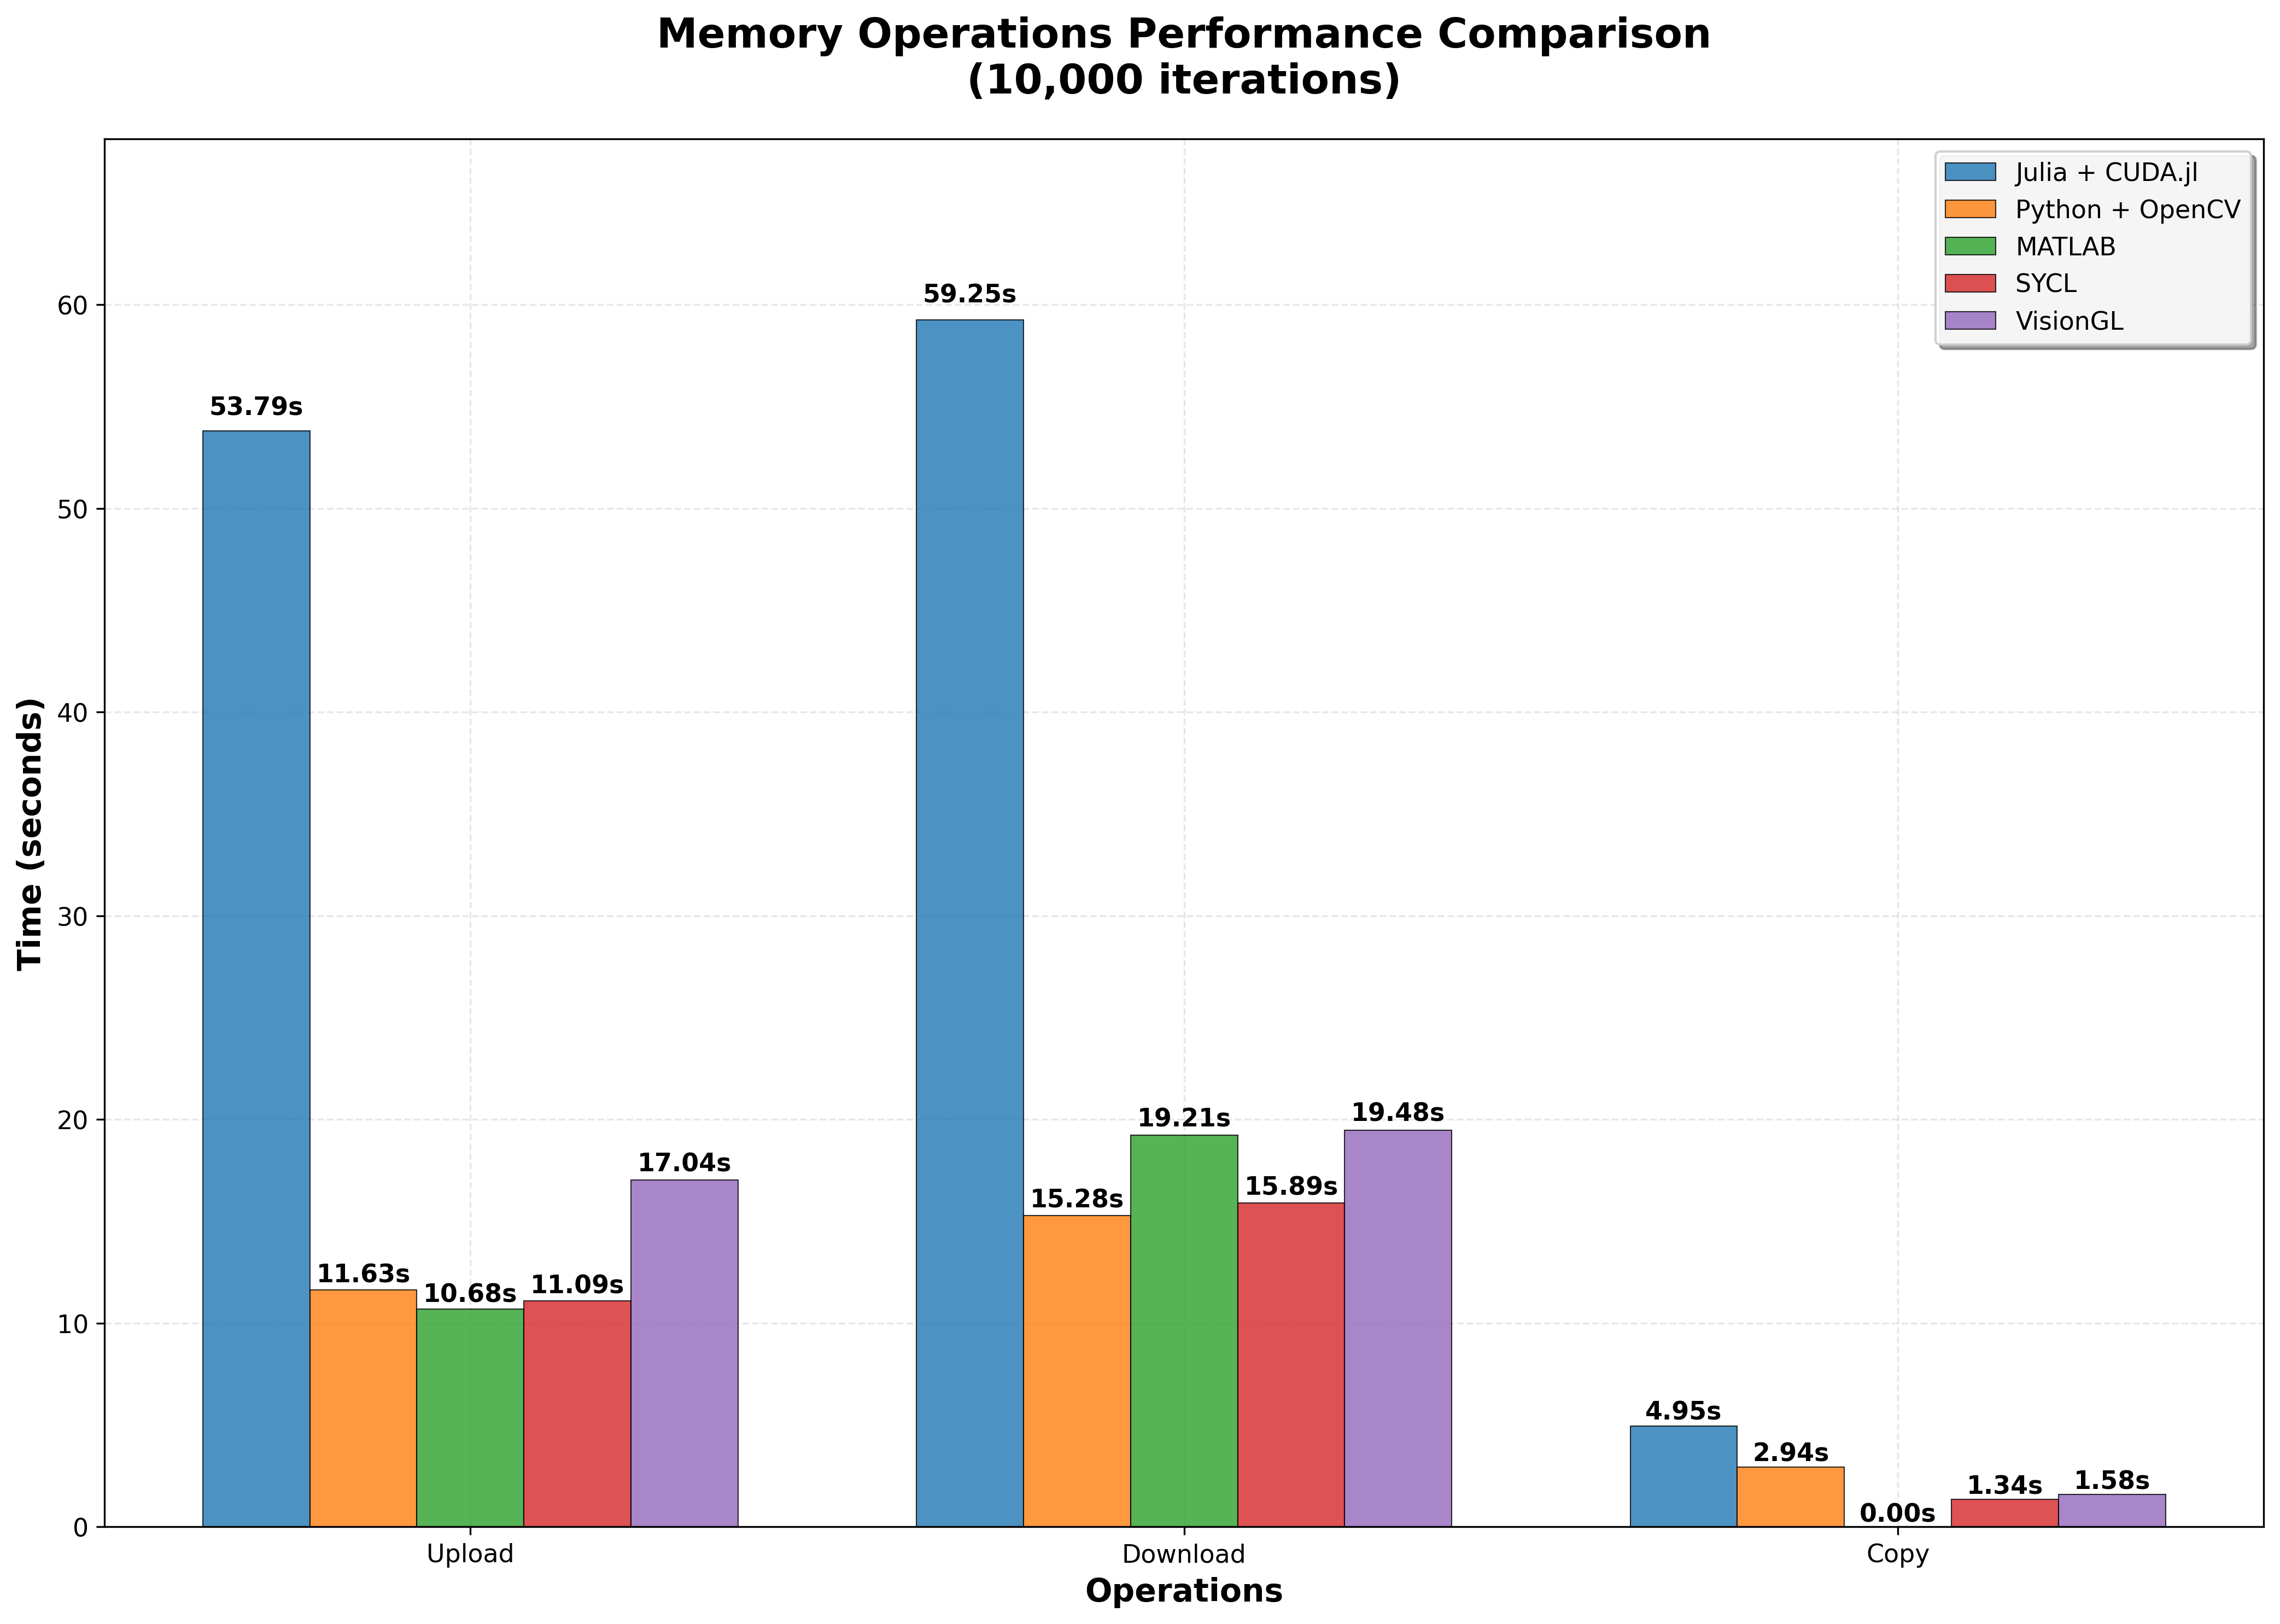 Memory Operations Performance Comparison
(10,000 iterations)
Julia + CUDA.jl
Python + OpenCV
MATLAB
SYCL
VisionGL
Time (seconds)
60
50
40
30
20
10
0
53.79s
11.63s
10.68s
11.09s
17.04s
59.25s
15.28s
19.21s
15.89s
19.48s
4.95s
2.94s
0.00s
1.34s
1.58s
Upload
Download
Copy
Operations